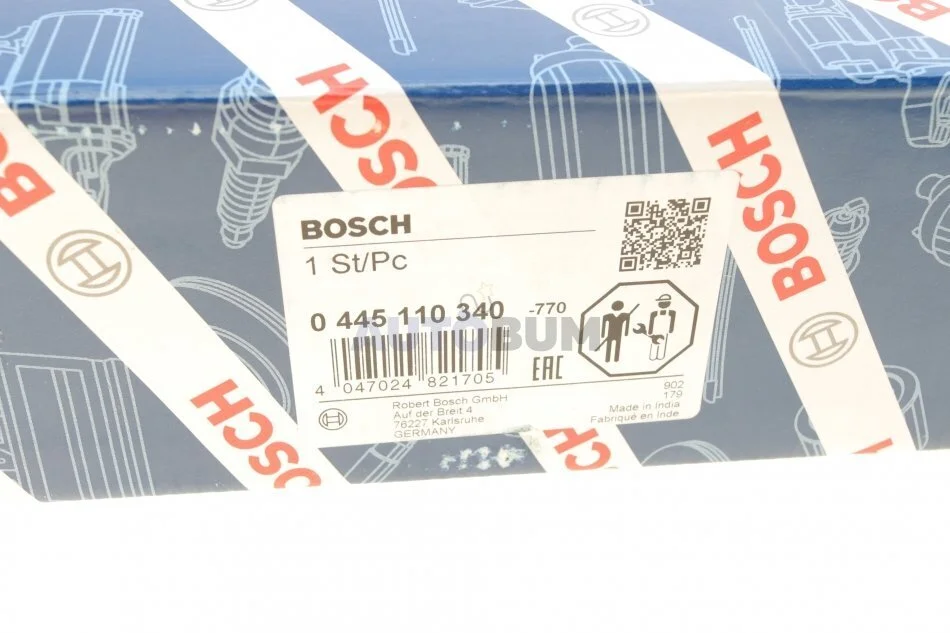 BOSCH
BOSCH
BOSCH
BOSCH
1 St/Pc
0 445 110 340 -770
AUTOBUM
4 047024 821705
EAC
Robert Bosch GmbH
Auf der Breit 4
76227 Karlsruhe
GERMANY
902
179
Made in India
Fabriqué en Inde
BOSCH